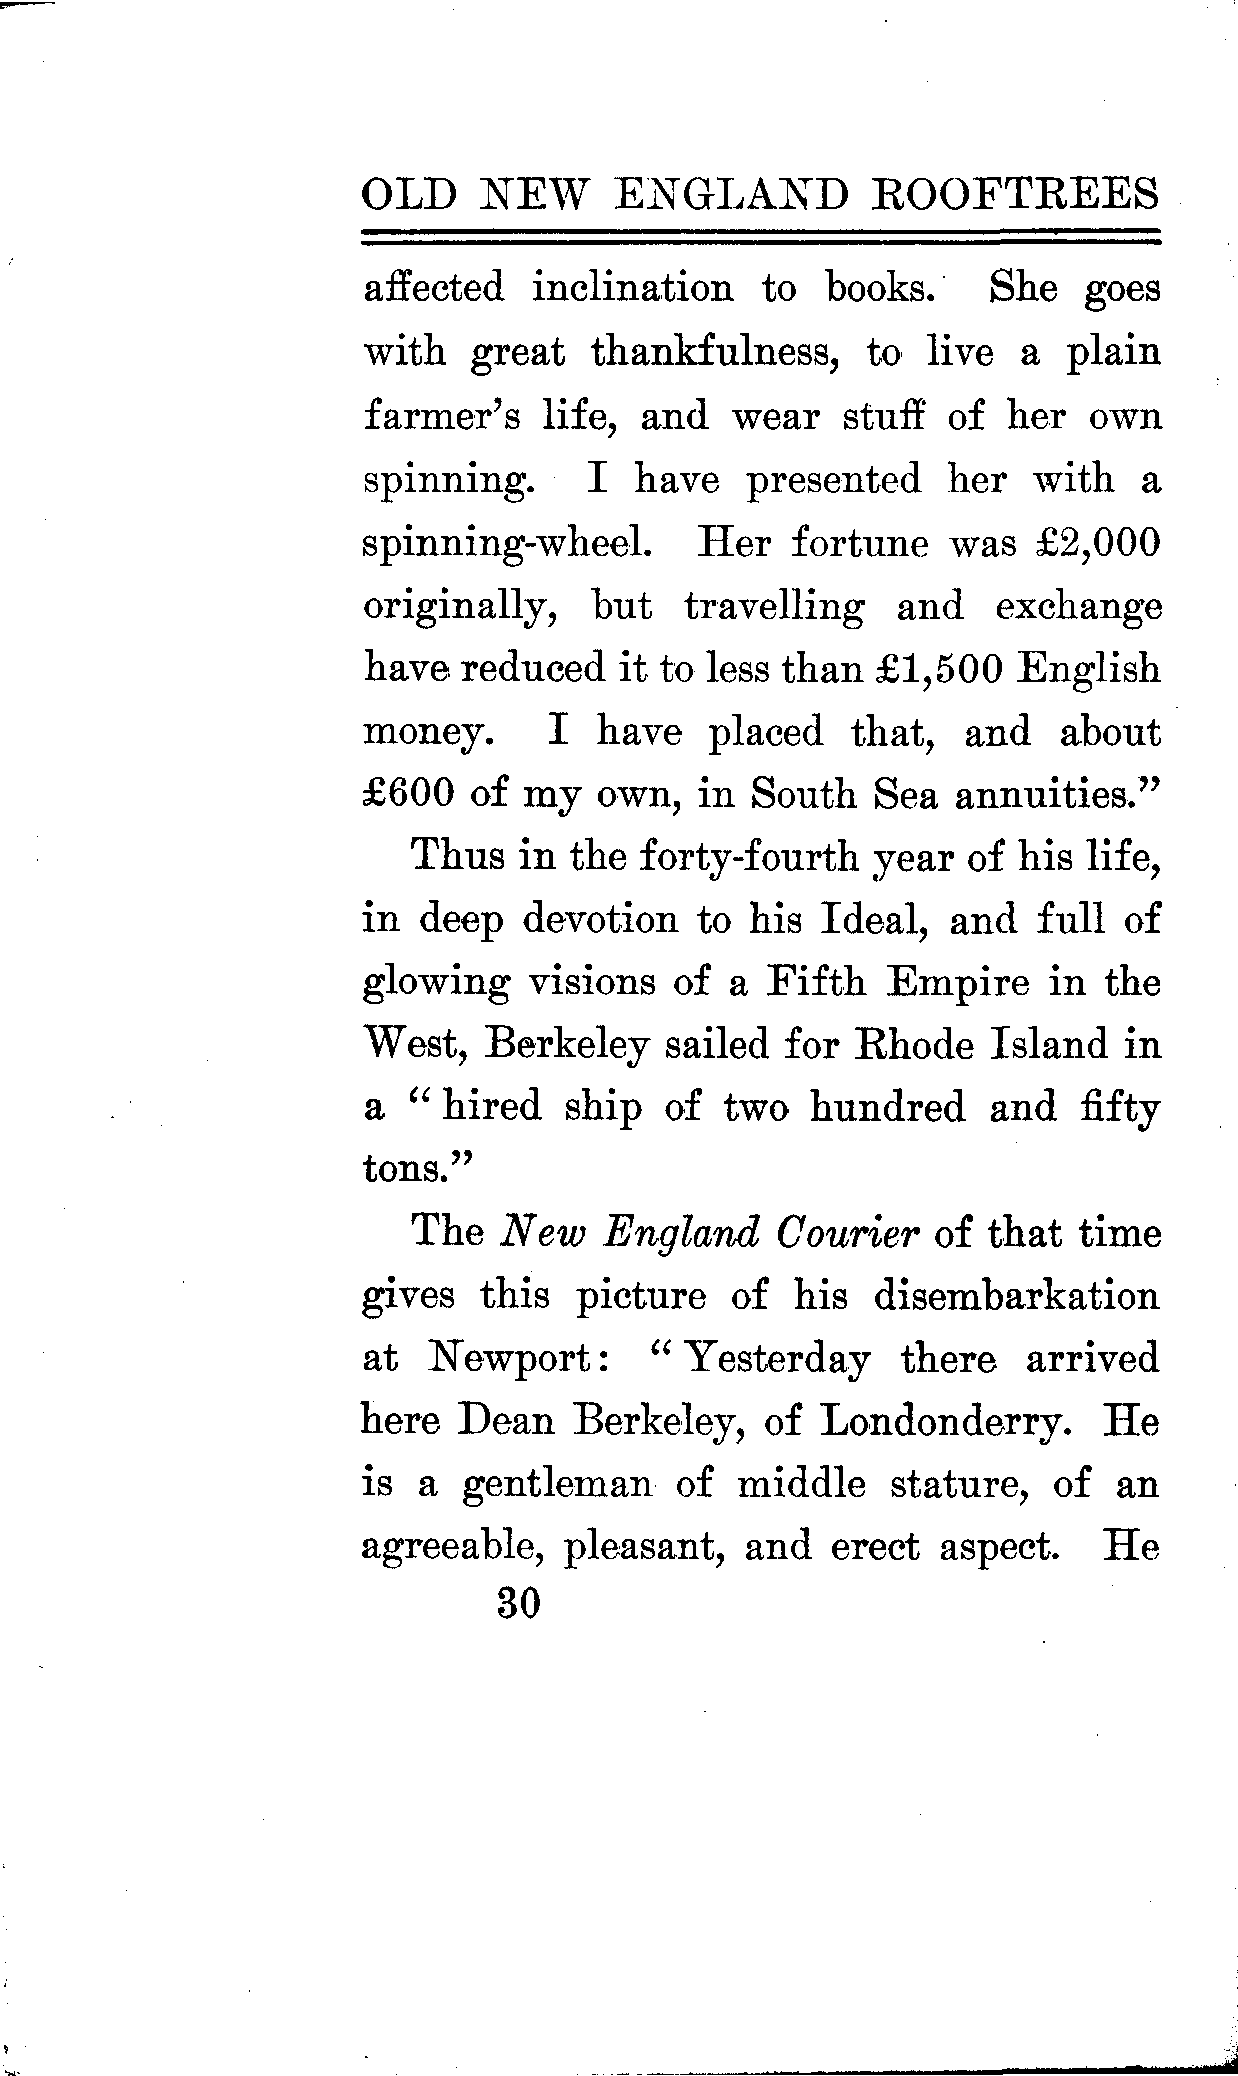 OLD NEW ENGLAND ROOFTREES
affected inclination to books. She goes
with great thankfulness, to live a plain
farmer's life, and wear stuff of her own
spinning. I have presented her with a
spinning-wheel. Her fortune was £2,000
originally, but travelling and exchange
have reduced it to less than £1,500 English
money. I have placed that, and about
£600 of my own, in South Sea annuities."
Thus in the forty-fourth year of his life,
in deep devotion to his Ideal, and full of
glowing visions of a Fifth Empire in the
West, Berkeley sailed for Rhode Island in
a " hired ship of two hundred and fifty
tons."
The New England Courier of that time
gives this picture of his disembarkation
at Newport: " Yesterday there arrived
here Dean Berkeley, of Londonderry. He
is a gentleman of middle stature, of an
agreeable, pleasant, and erect aspect. He
30